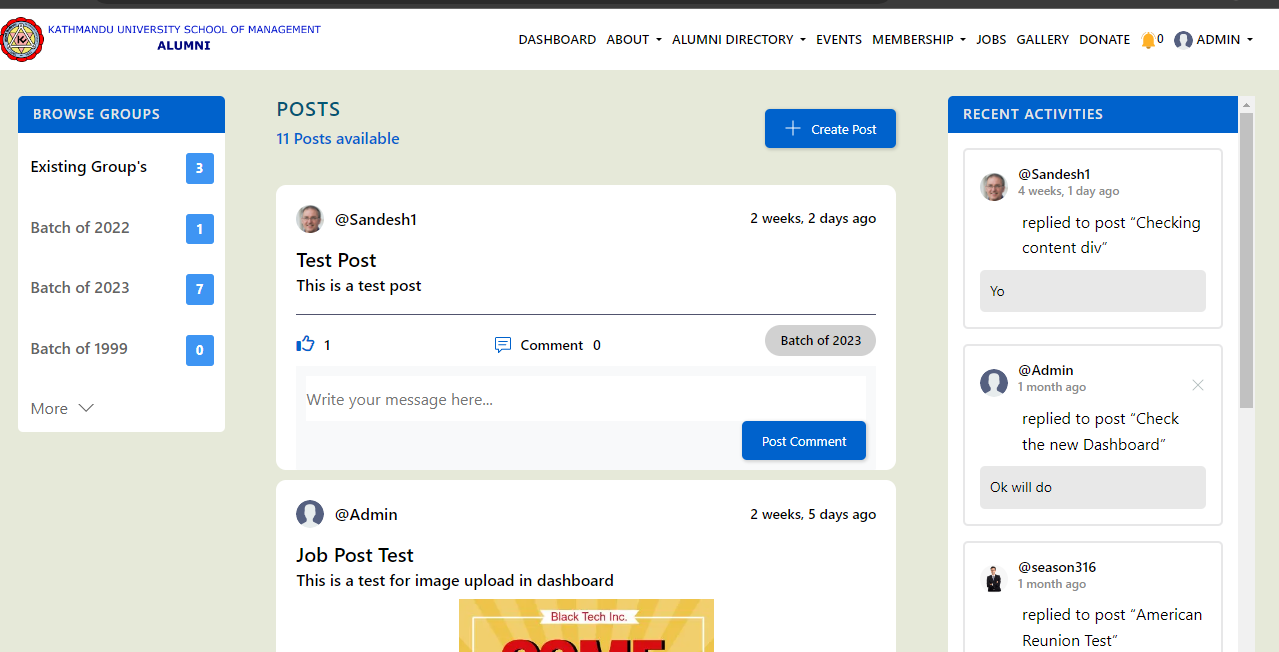 KATHMANDU UNIVERSITY SCHOOL OF MANAGEMENT
ALUMNI
DASHBOARD ABOUT ALUMNI DIRECTORY EVENTS MEMBERSHIP JOBS GALLERY DONATE 0 ADMIN
BROWSE GROUPS
Existing Group's 3
Batch of 2022 1
Batch of 2023 7
Batch of 1999 0
More
POSTS
11 Posts available
Create Post
@Sandesh1 2 weeks, 2 days ago
Test Post
This is a test post
1 Comment 0 Batch of 2023
Write your message here...
Post Comment
@Admin 2 weeks, 5 days ago
Job Post Test
This is a test for image upload in dashboard
Black Tech Inc.
COME
RECENT ACTIVITIES
@Sandesh1
4 weeks, 1 day ago
replied to post “Checking
content div”
Yo
@Admin
1 month ago
replied to post “Check
the new Dashboard”
Ok will do
@season316
1 month ago
replied to post “American
Reunion Test”